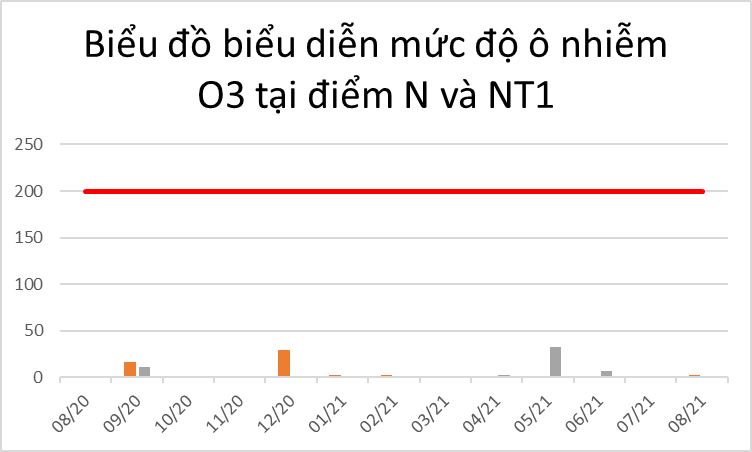 Biểu đồ biểu diễn mức độ ô nhiễm
O3 tại điểm N và NT1
250
200
150
100
50
0
08/20 09/20 10/20 11/20 12/20 01/21 02/21 03/21 04/21 05/21 06/21 07/21 08/21